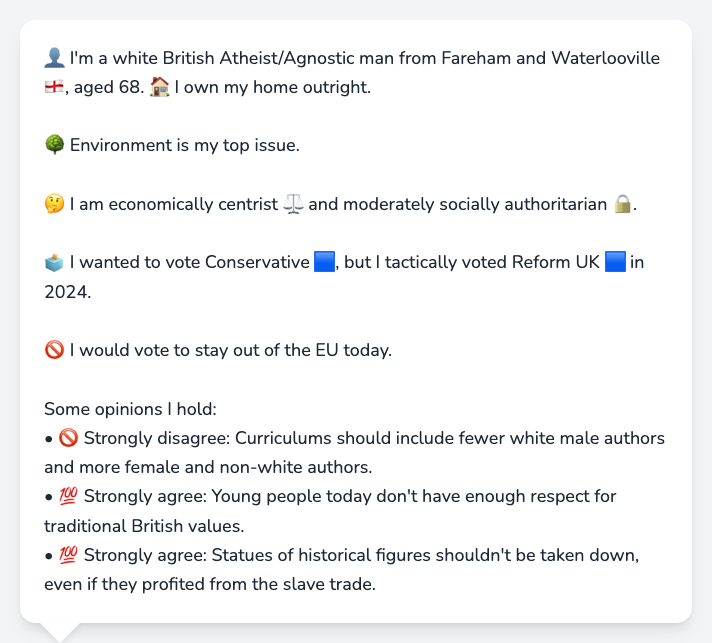 👤 I'm a white British Atheist/Agnostic man from Fareham and Waterlooville
🏴󠁧󠁢󠁥󠁮󠁧󠁿, aged 68. 🏠 I own my home outright.
🌳 Environment is my top issue.
🤔 I am economically centrist ⚖️ and moderately socially authoritarian 🔒.
🗳️ I wanted to vote Conservative 🟦, but I tactically voted Reform UK 🟦 in
2024.
🚫 I would vote to stay out of the EU today.
Some opinions I hold:
• 🚫 Strongly disagree: Curriculums should include fewer white male authors
and more female and non-white authors.
• 💯 Strongly agree: Young people today don't have enough respect for
traditional British values.
• 💯 Strongly agree: Statues of historical figures shouldn't be taken down,
even if they profited from the slave trade.